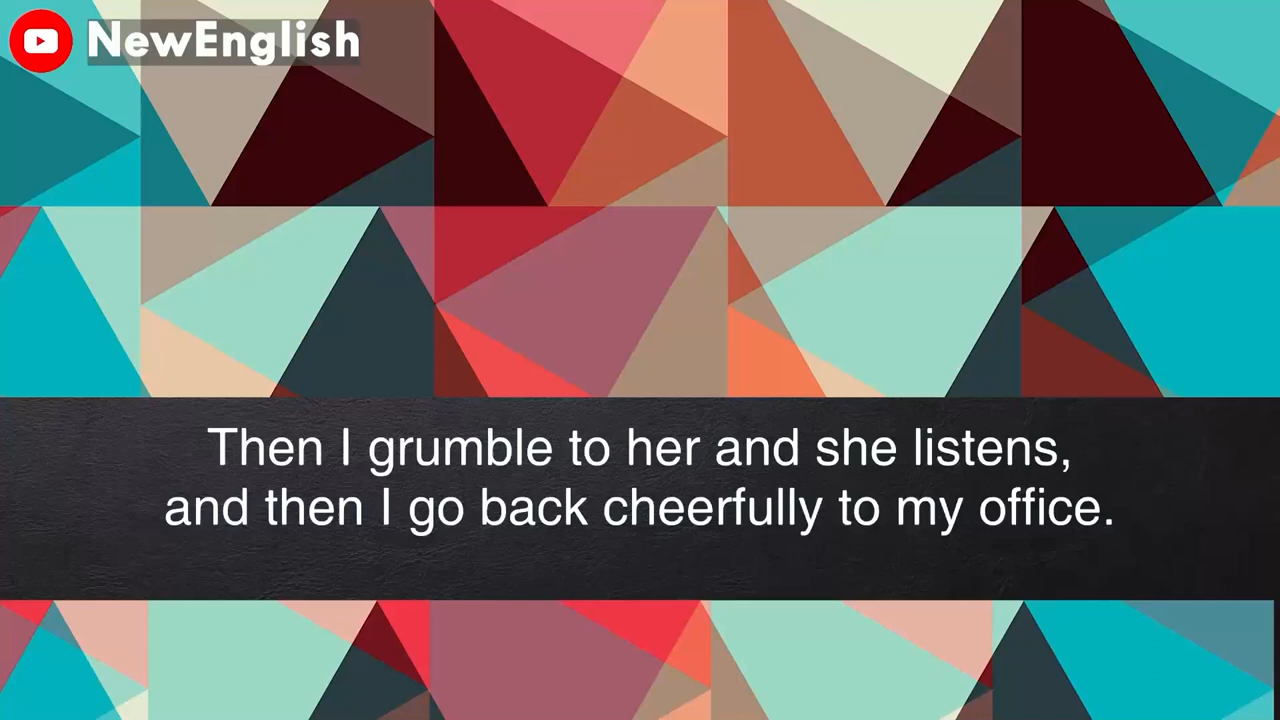 NewEnglish
Then I grumble to her and she listens,
and then I go back cheerfully to my office.